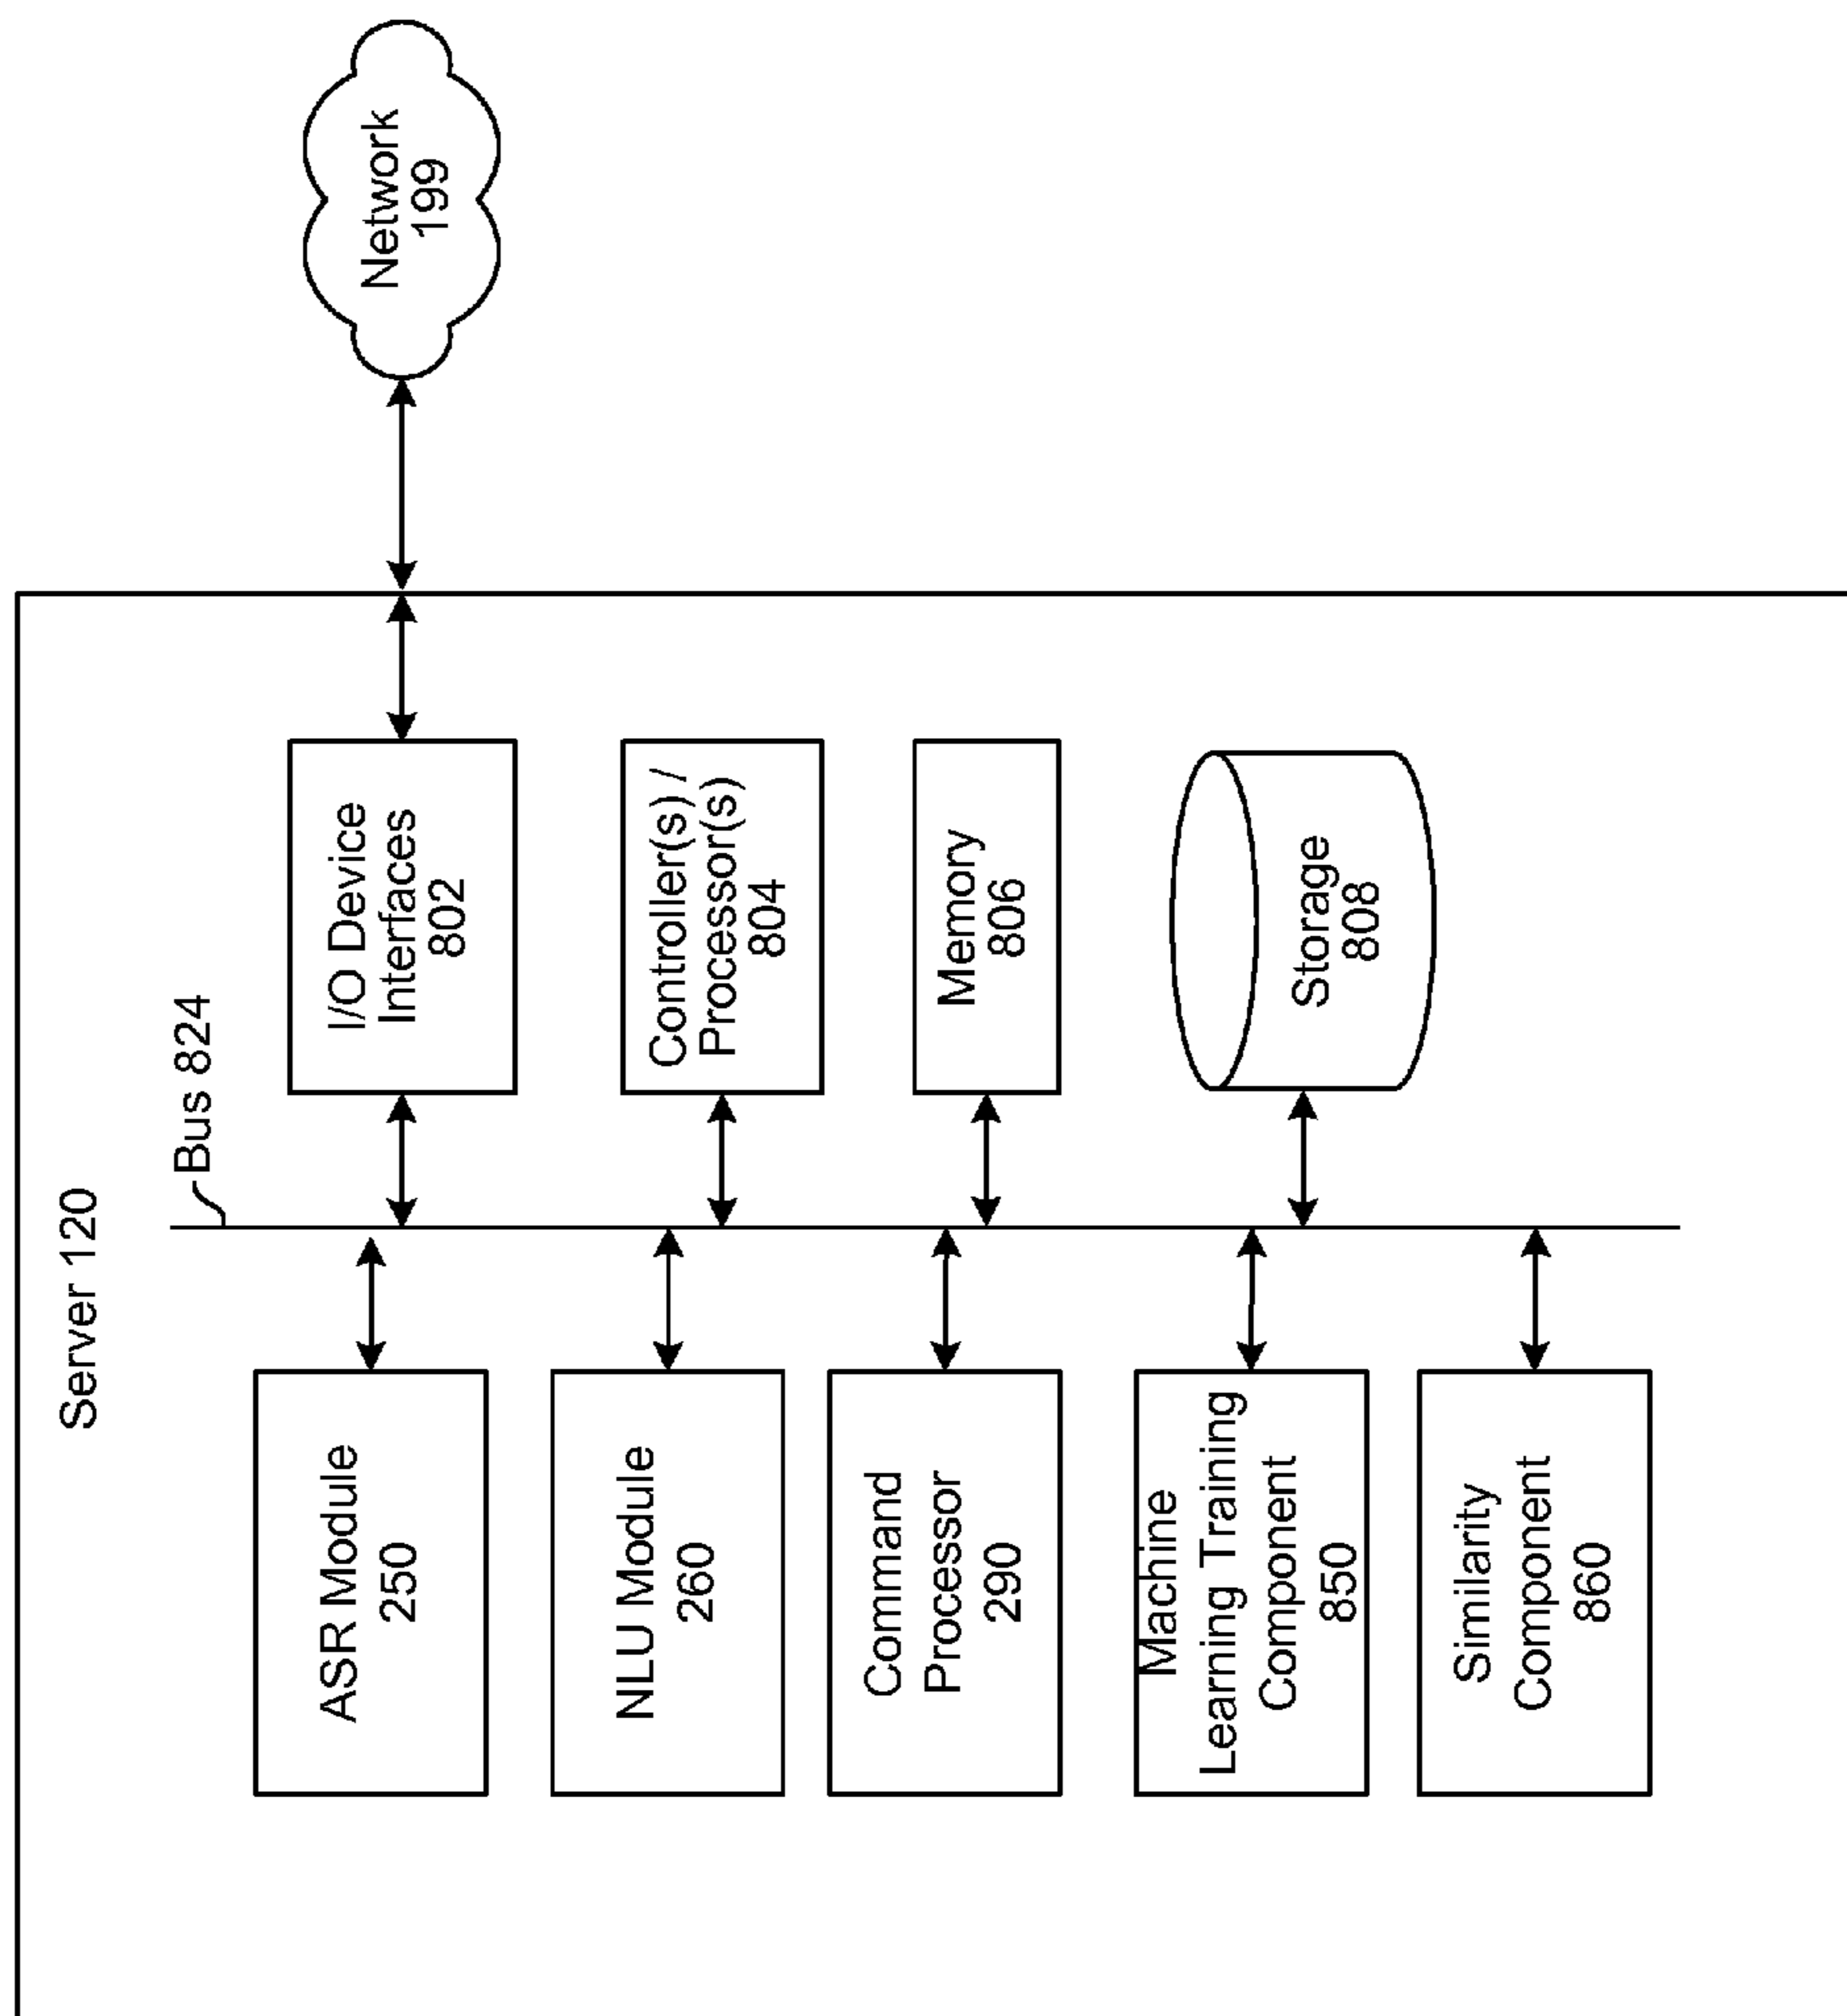 Server 120
Bus 824
ASR Module
250
NLU Module
260
Command
Processor
290
Machine
Learning Training
Component
850
Similarity
Component
860
I/O Device
Interfaces
802
Controller(s) /
Processor(s)
804
Memory
806
Storage
808
Network
199